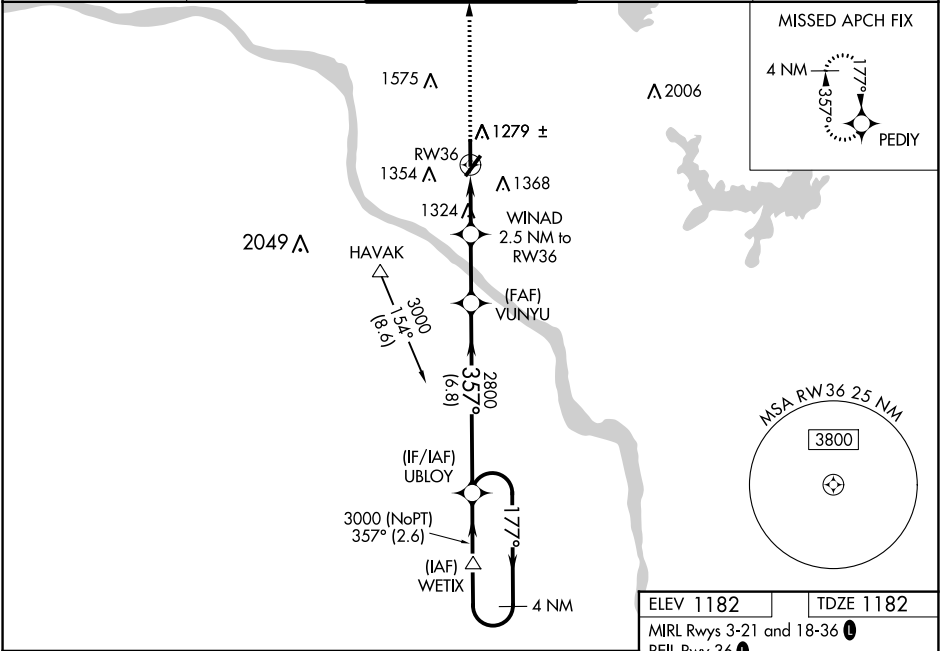 MISSED APCH FIX
4 NM
177°
357°
PEDIY
1575
2006
1279 ±
RW36
1354
1368
1324
WINAD
2.5 NM to
RW36
2049
HAVAK
3000
154°
(8.6)
(FAF)
VUNYU
2800
357°
(6.8)
MSA RW36 25 NM
3800
(IF/IAF)
UBLOY
177°
3000 (NoPT)
357° (2.6)
(IAF)
WETIX
4 NM
ELEV 1182
TDZE 1182
MIRL Rwys 3-21 and 18-36 L
REIL Rwy 36 L